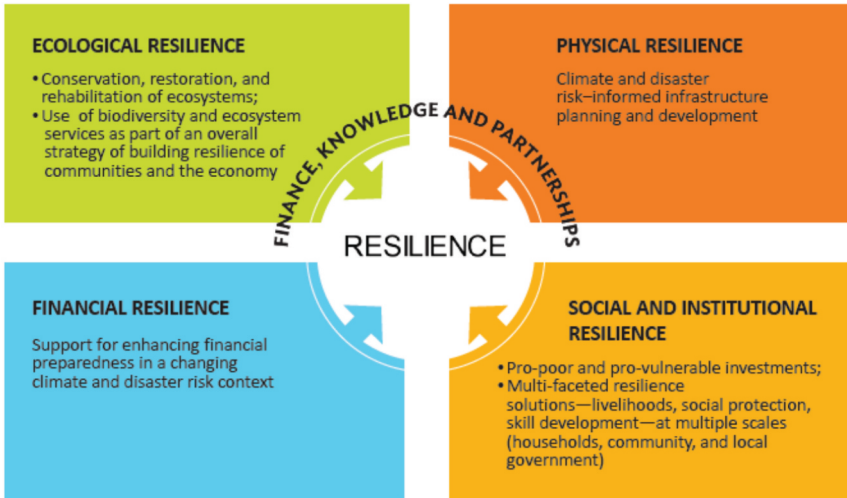 ECOLOGICAL RESILIENCE
• Conservation, restoration, and
rehabilitation of ecosystems;
• Use of biodiversity and ecosystem
services as part of an overall
strategy of building resilience of
communities and the economy
PHYSICAL RESILIENCE
Climate and disaster
risk–informed infrastructure
planning and development
FINANCE, KNOWLEDGE AND PARTNERSHIPS
RESILIENCE
FINANCIAL RESILIENCE
Support for enhancing financial
preparedness in a changing
climate and disaster risk context
SOCIAL AND INSTITUTIONAL
RESILIENCE
• Pro-poor and pro-vulnerable investments;
• Multi-faceted resilience
solutions—livelihoods, social protection,
skill development—at multiple scales
(households, community, and local
government)